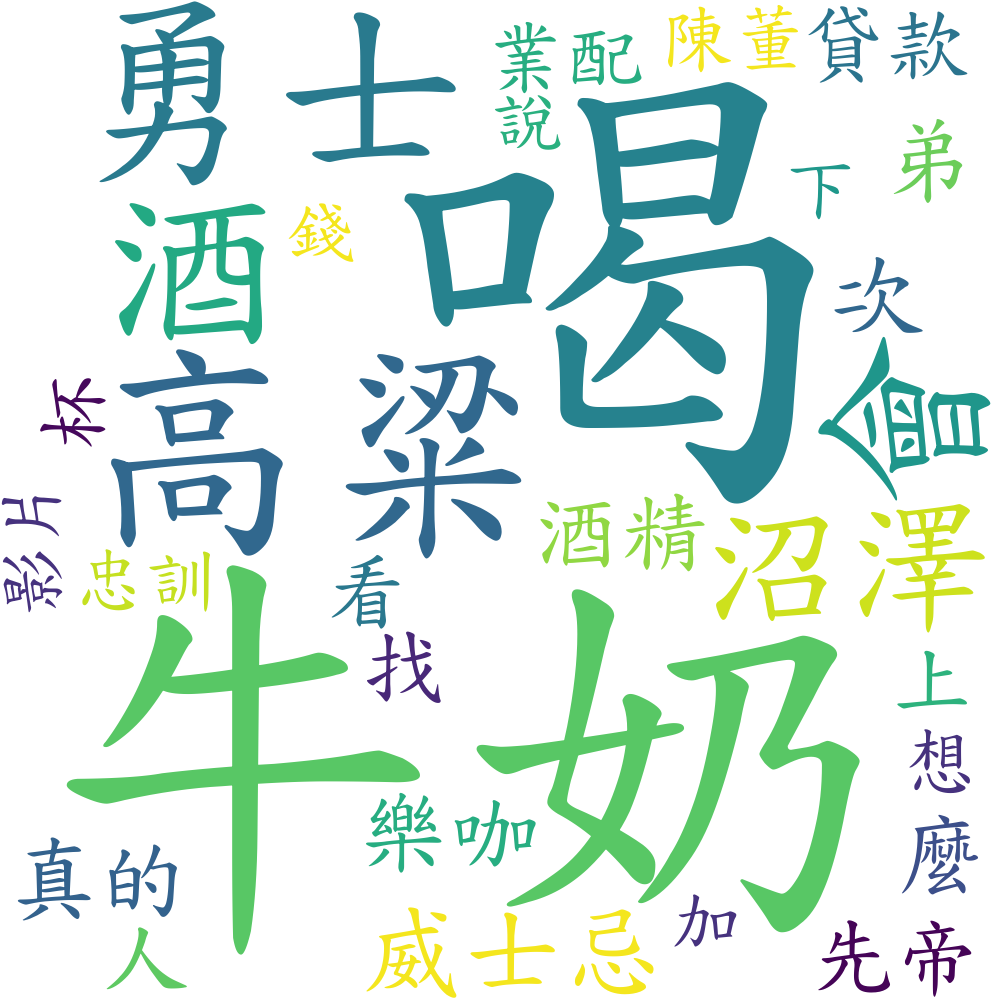 勇士
業配
陳董
貸款
說
喝
下
弟
酒
錢
次
高粱
會
杯
影片
酒精
沼澤
忠訓
看
牛奶
找
上
想
樂咖
麼
真的
人
威士忌
加
先帝